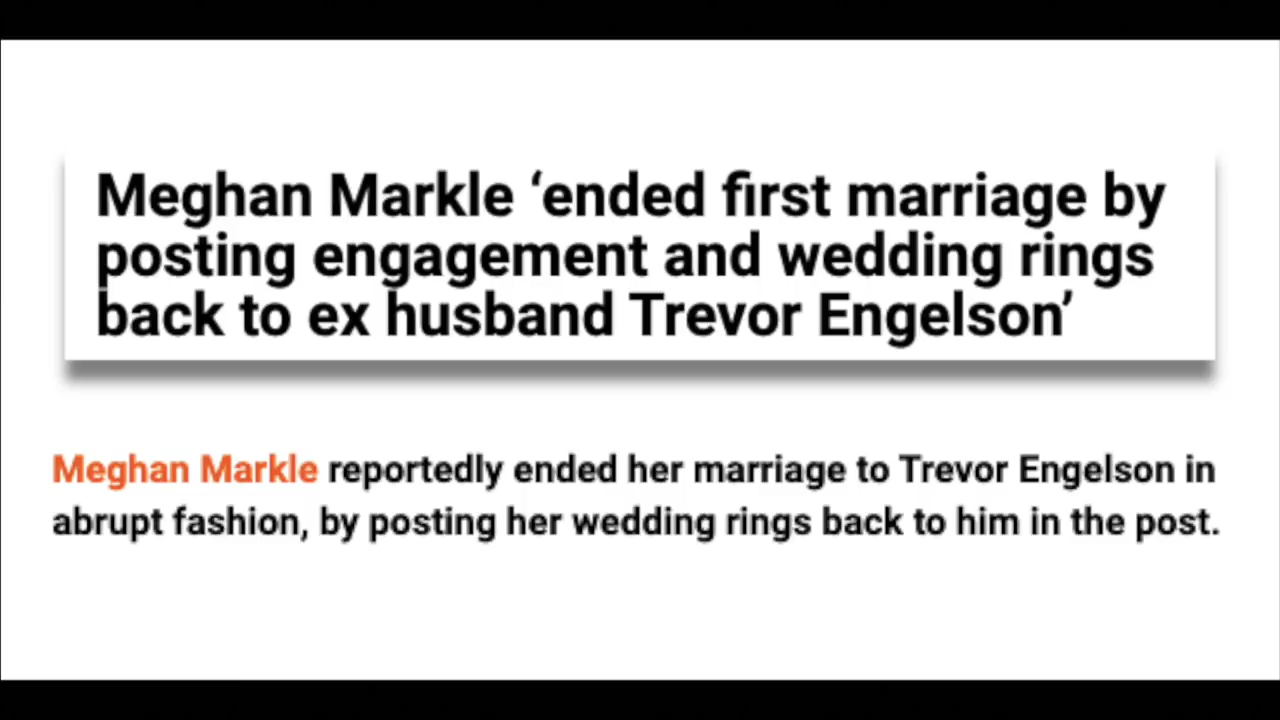 Meghan Markle ‘ended first marriage by
posting engagement and wedding rings
back to ex husband Trevor Engelson’
Meghan Markle reportedly ended her marriage to Trevor Engelson in
abrupt fashion, by posting her wedding rings back to him in the post.